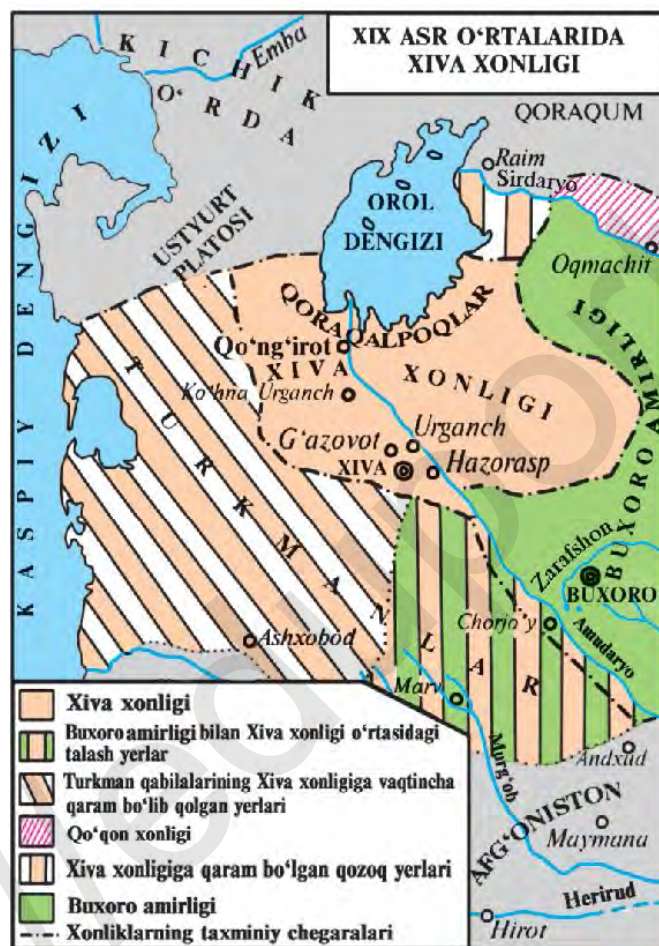 XIX ASR O‘RTALARIDA
XIVA XONLIGI
KICHIK
O‘RDA
Emba
QORAQUM
Raim
Sirdaryo
OROL
DENGIZI
USTYURT
PLATOSI
Oqmachit
KASPIY DENGIZI
QORAQALPOQLAR
Qo‘ng‘irot
XIVA XONLIGI
Ko‘hna Urganch
G‘azovot
Urganch
XIVA
Hazorasp
BUXORO AMIRLIGI
TURKMANLAR
Zarafshon
BUXORO
Chorjo‘y
Amudaryo
Ashxobod
Marv
Murg‘ob
Andxud
AFG‘ONISTON
Maymana
Herirud
Hirot
Xiva xonligi
Buxoro amirligi bilan Xiva xonligi o‘rtasidagi
talash yerlar
Turkman qabilalarining Xiva xonligiga vaqtincha
qaram bo‘lib qolgan yerlari
Qo‘qon xonligi
Xiva xonligiga qaram bo‘lgan qozoq yerlari
Buxoro amirligi
Xonliklarning taxminiy chegaralari